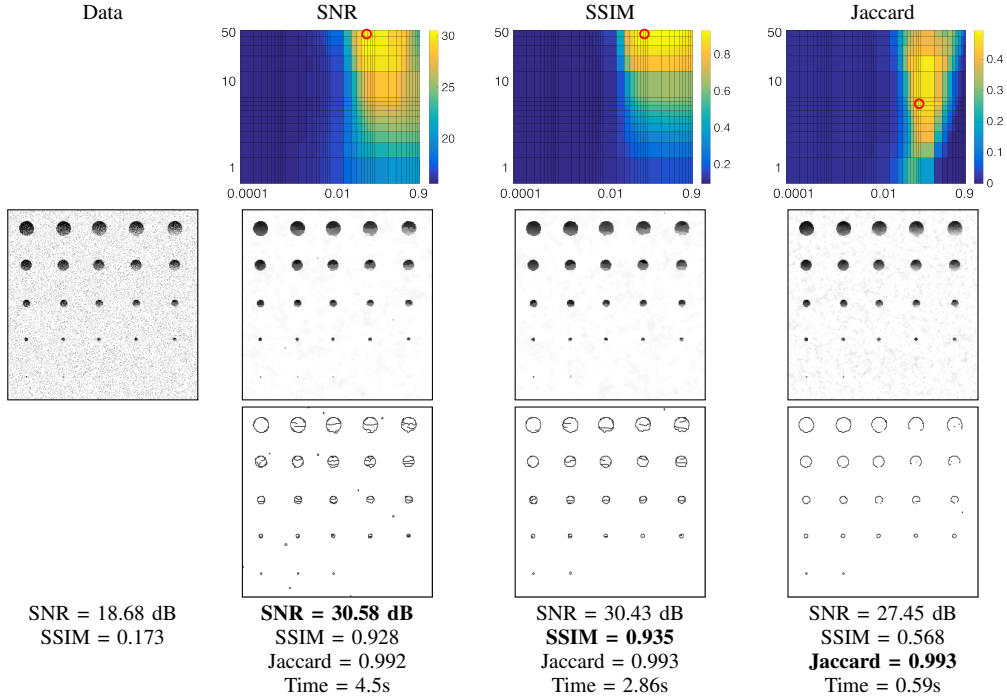 Data
SNR
SSIM
Jaccard
50
10
1
0.0001
0.01
0.9
30
25
20
50
10
1
0.0001
0.01
0.9
0.8
0.6
0.4
0.2
50
10
1
0.0001
0.01
0.9
0.4
0.3
0.2
0.1
0
SNR = 18.68 dB
SSIM = 0.173
SNR = 30.58 dB
SSIM = 0.928
Jaccard = 0.992
Time = 4.5s
SNR = 30.43 dB
SSIM = 0.935
Jaccard = 0.993
Time = 2.86s
SNR = 27.45 dB
SSIM = 0.568
Jaccard = 0.993
Time = 0.59s